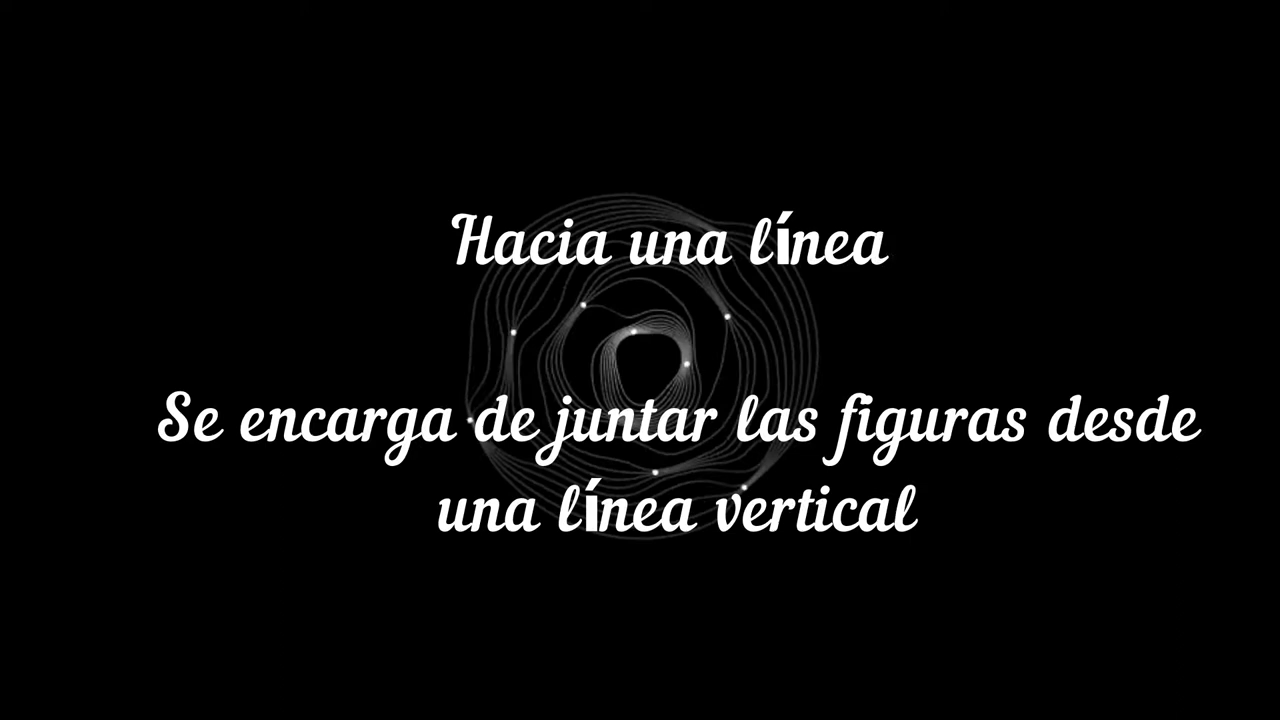 Hacia una línea
Se encarga de juntar las figuras desde
una línea vertical